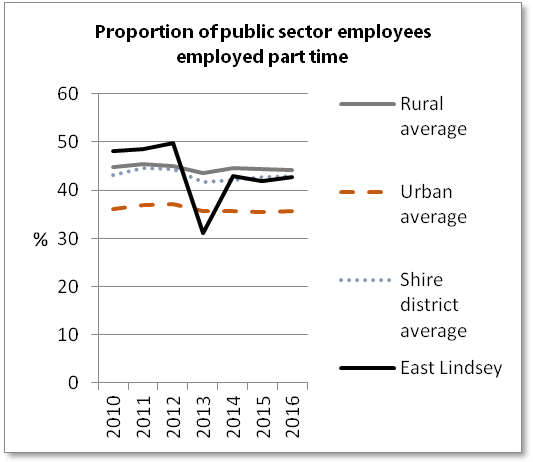 Proportion of public sector employees
employed part time
60
50
40
30
20
10
0
%
2010
2011
2012
2013
2014
2015
2016
Rural
average
Urban
average
Shire
district
average
East Lindsey